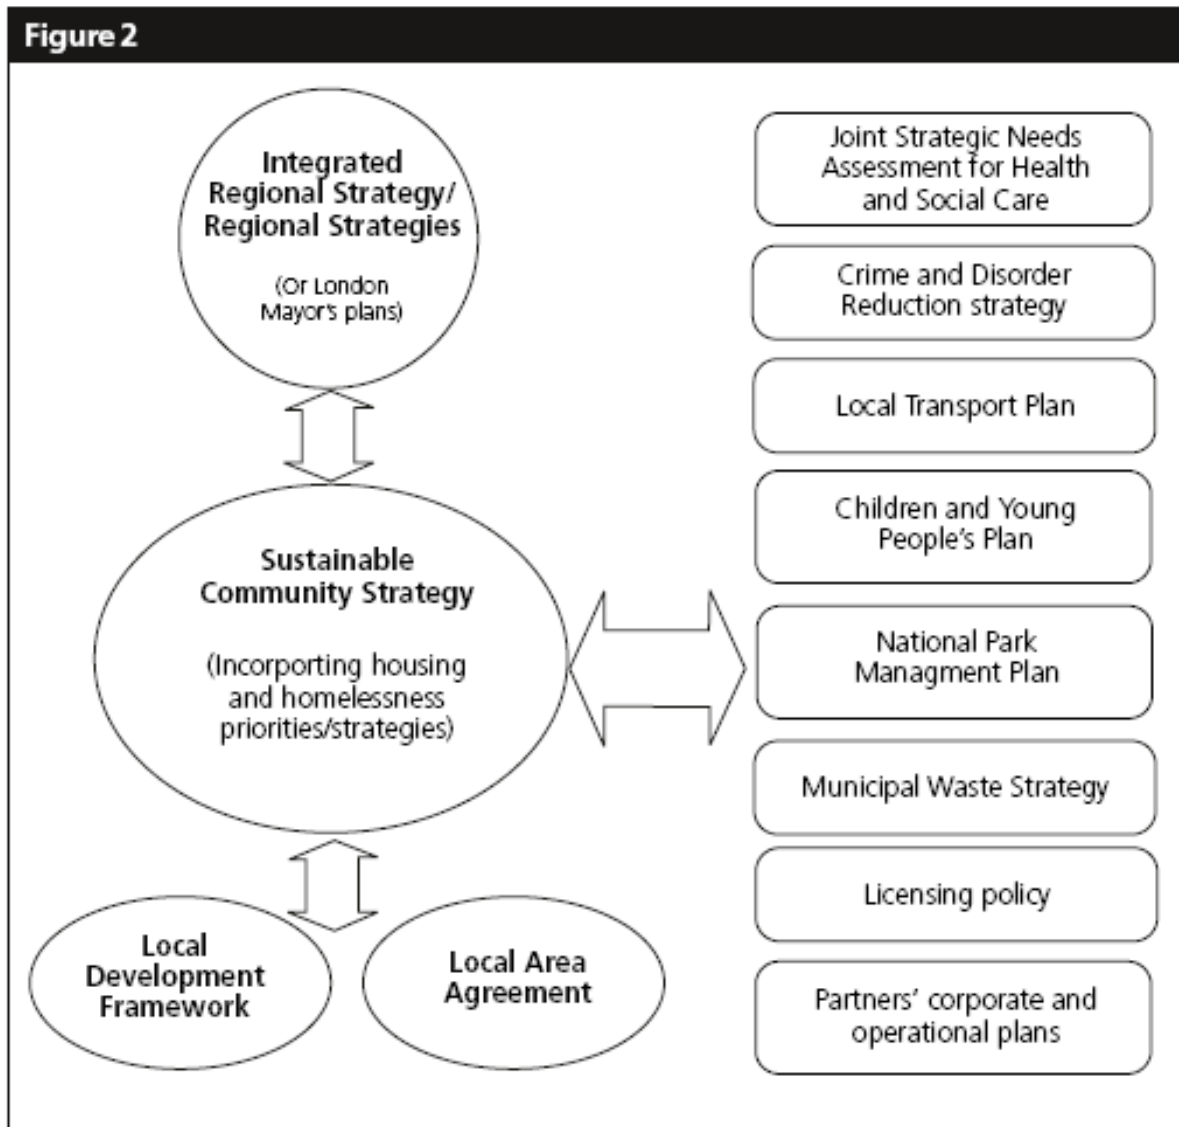 Figure 2
Integrated
Regional Strategy/
Regional Strategies
(Or London
Mayor's plans)
Sustainable
Community Strategy
(Incorporating housing
and homelessness
priorities/strategies)
Local
Development
Framework
Local Area
Agreement
Joint Strategic Needs
Assessment for Health
and Social Care
Crime and Disorder
Reduction strategy
Local Transport Plan
Children and Young
People's Plan
National Park
Managment Plan
Municipal Waste Strategy
Licensing policy
Partners' corporate and
operational plans